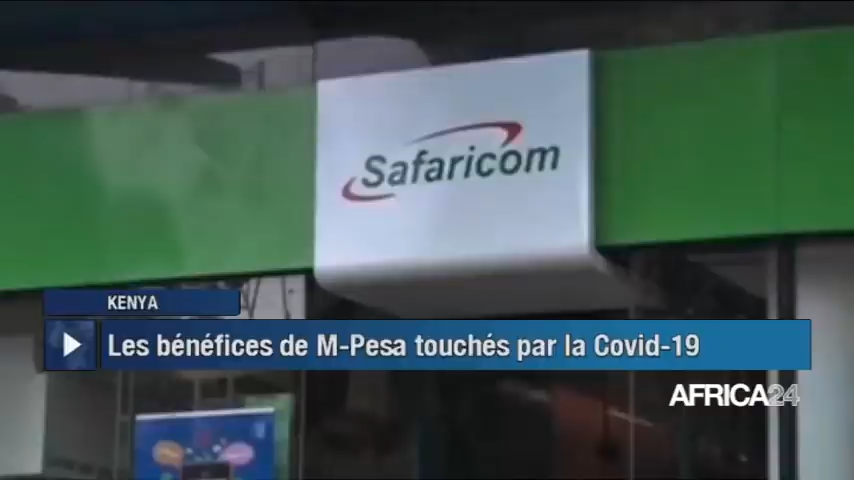 Safaricom
KENYA
Les bénéfices de M-Pesa touchés par la Covid-19
AFRICA24